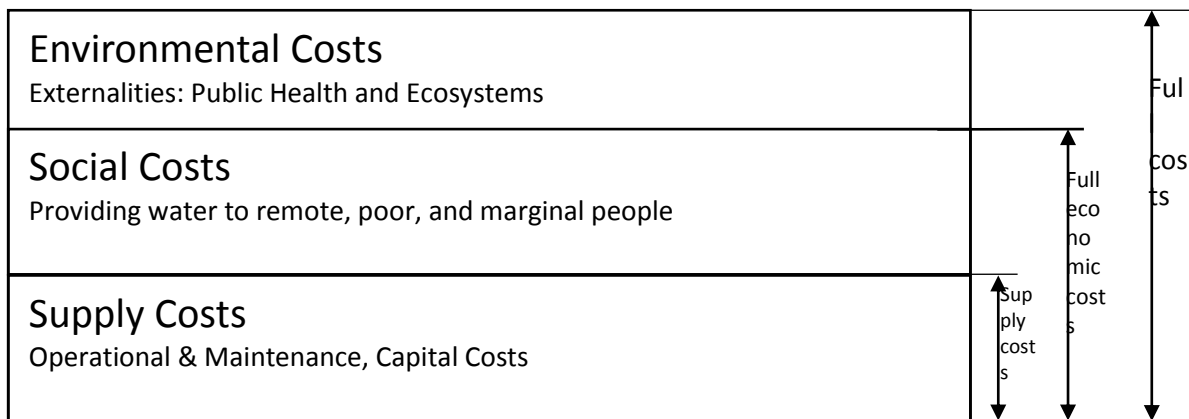 Environmental Costs
Externalities: Public Health and Ecosystems
Social Costs
Providing water to remote, poor, and marginal people
Supply Costs
Operational & Maintenance, Capital Costs
Sup
ply
cost
s
Full
eco
no
mic
cost
s
Ful
l
cos
ts